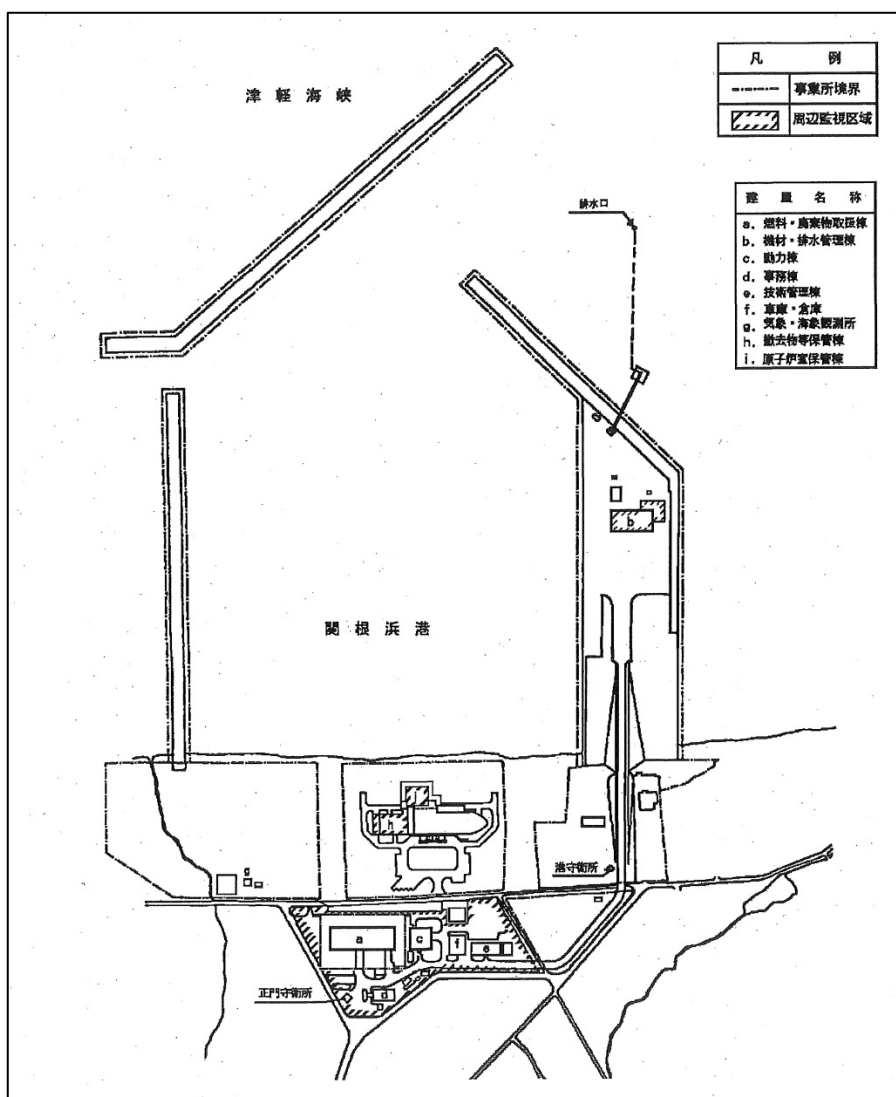 津軽海峡
凡 例
事業所境界
周辺監視区域
建屋名称
a. 燃料・廃棄物取扱棟
b. 機材・排水管理棟
c. 動力棟
d. 事務棟
e. 技術管理棟
f. 車庫・倉庫
g. 気象・海象観測所
h. 撤去物等保管棟
i. 原子炉室保管棟
排水口
b
関根浜港
i
h
g
港守衛所
a
c
f
e
d
正門守衛所